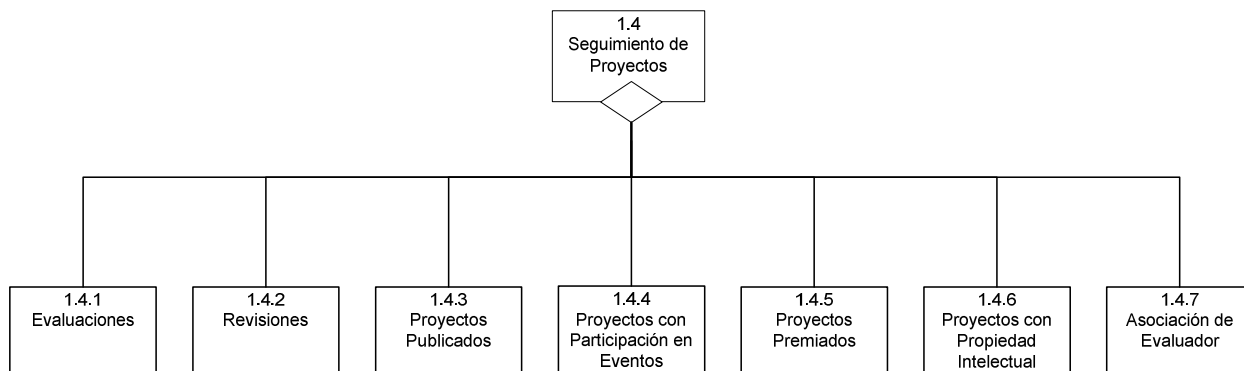 1.4
Seguimiento de
Proyectos
1.4.1
Evaluaciones
1.4.2
Revisiones
1.4.3
Proyectos
Publicados
1.4.4
Proyectos con
Participación en
Eventos
1.4.5
Proyectos
Premiados
1.4.6
Proyectos con
Propiedad
Intelectual
1.4.7
Asociación de
Evaluador